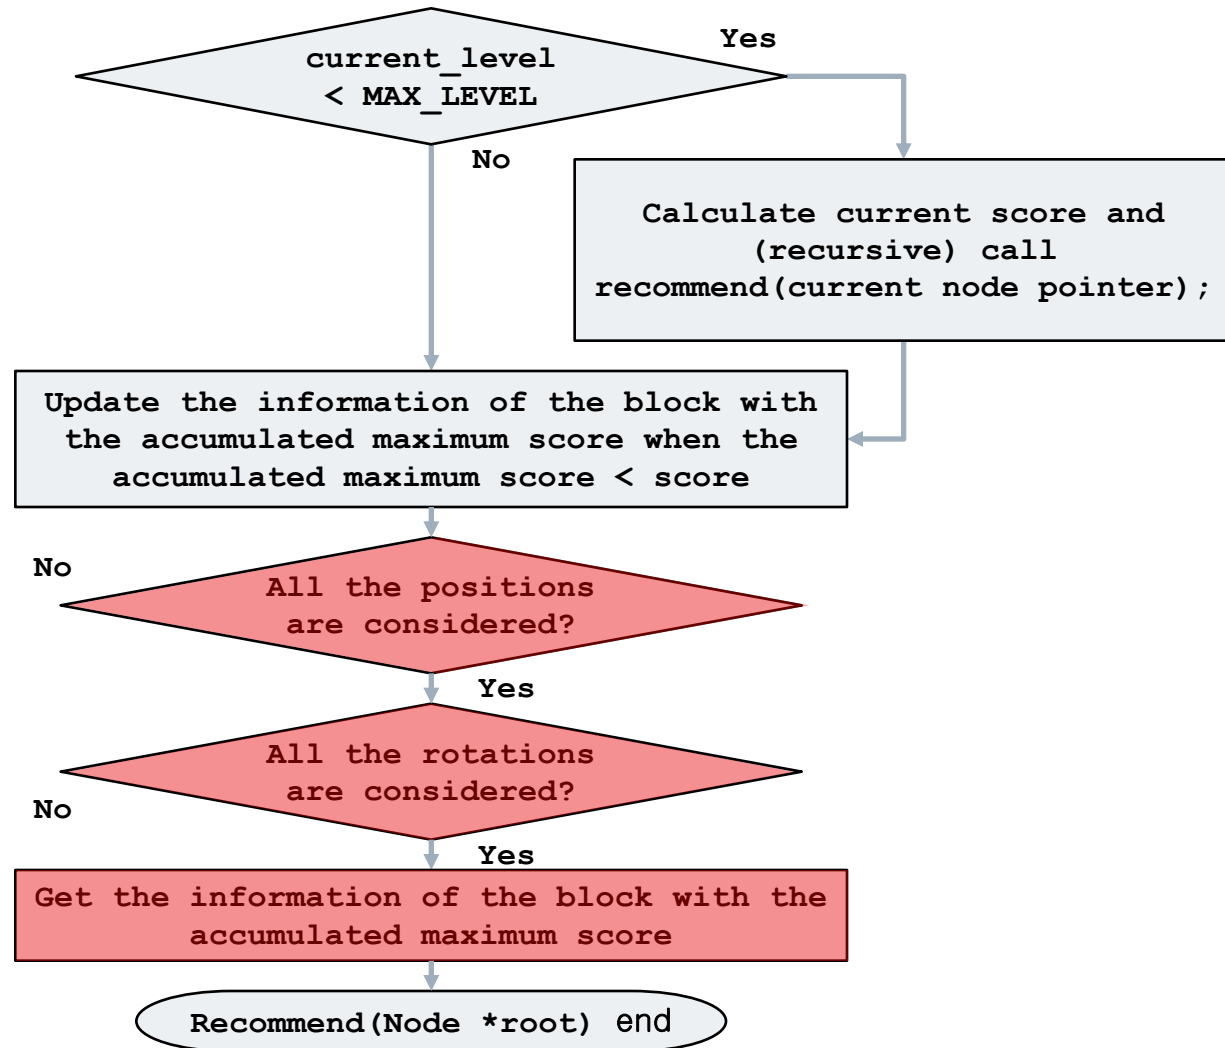 current_level
< MAX_LEVEL
Yes
No
Calculate current score and
(recursive) call
recommend(current node pointer);
Update the information of the block with
the accumulated maximum score when the
accumulated maximum score < score
No
All the positions
are considered?
Yes
All the rotations
are considered?
No
Yes
Get the information of the block with the
accumulated maximum score
Recommend(Node *root) end